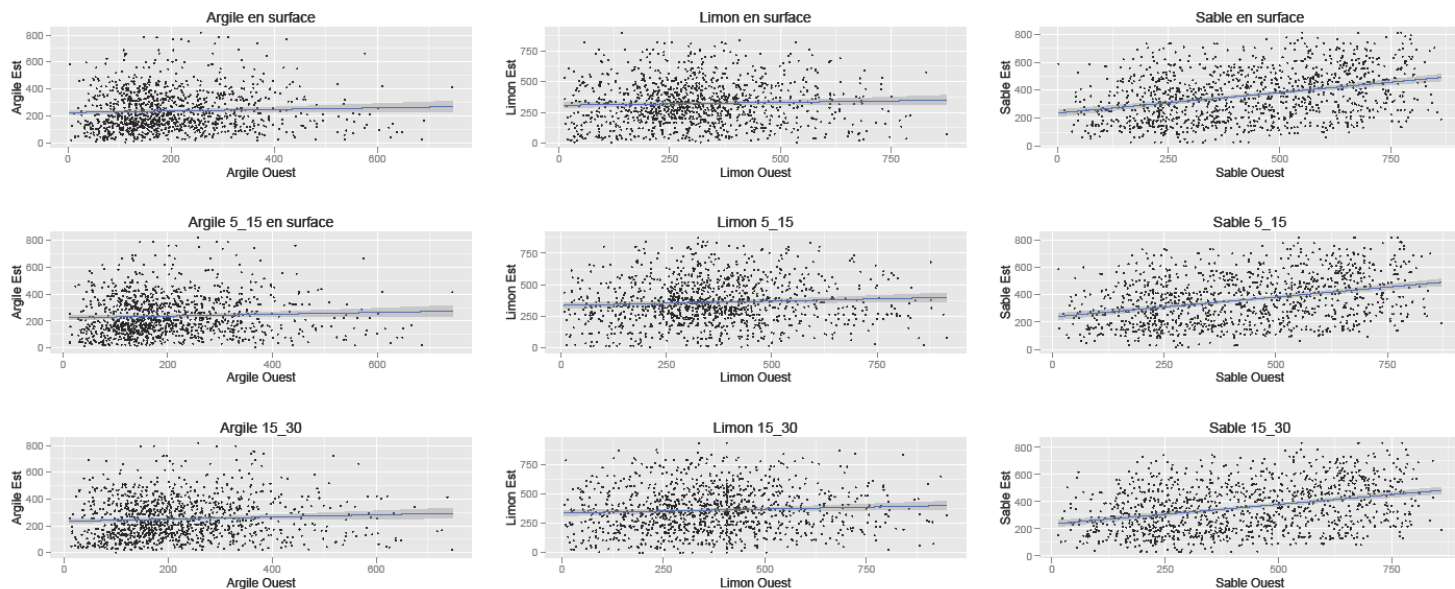 Argile en surface
800
600
400
200
0
Argile Est
0 200 400 600
Argile Ouest
Limon en surface
750
500
250
0
Limon Est
0 250 500 750
Limon Ouest
Sable en surface
800
600
400
200
0
Sable Est
0 250 500 750
Sable Ouest
Argile 5_15 en surface
800
600
400
200
0
Argile Est
0 200 400 600
Argile Ouest
Limon 5_15
750
500
250
0
Limon Est
0 250 500 750
Limon Ouest
Sable 5_15
800
600
400
200
0
Sable Est
0 250 500 750
Sable Ouest
Argile 15_30
800
600
400
200
0
Argile Est
0 200 400 600
Argile Ouest
Limon 15_30
750
500
250
0
Limon Est
0 250 500 750
Limon Ouest
Sable 15_30
800
600
400
200
0
Sable Est
0 250 500 750
Sable Ouest